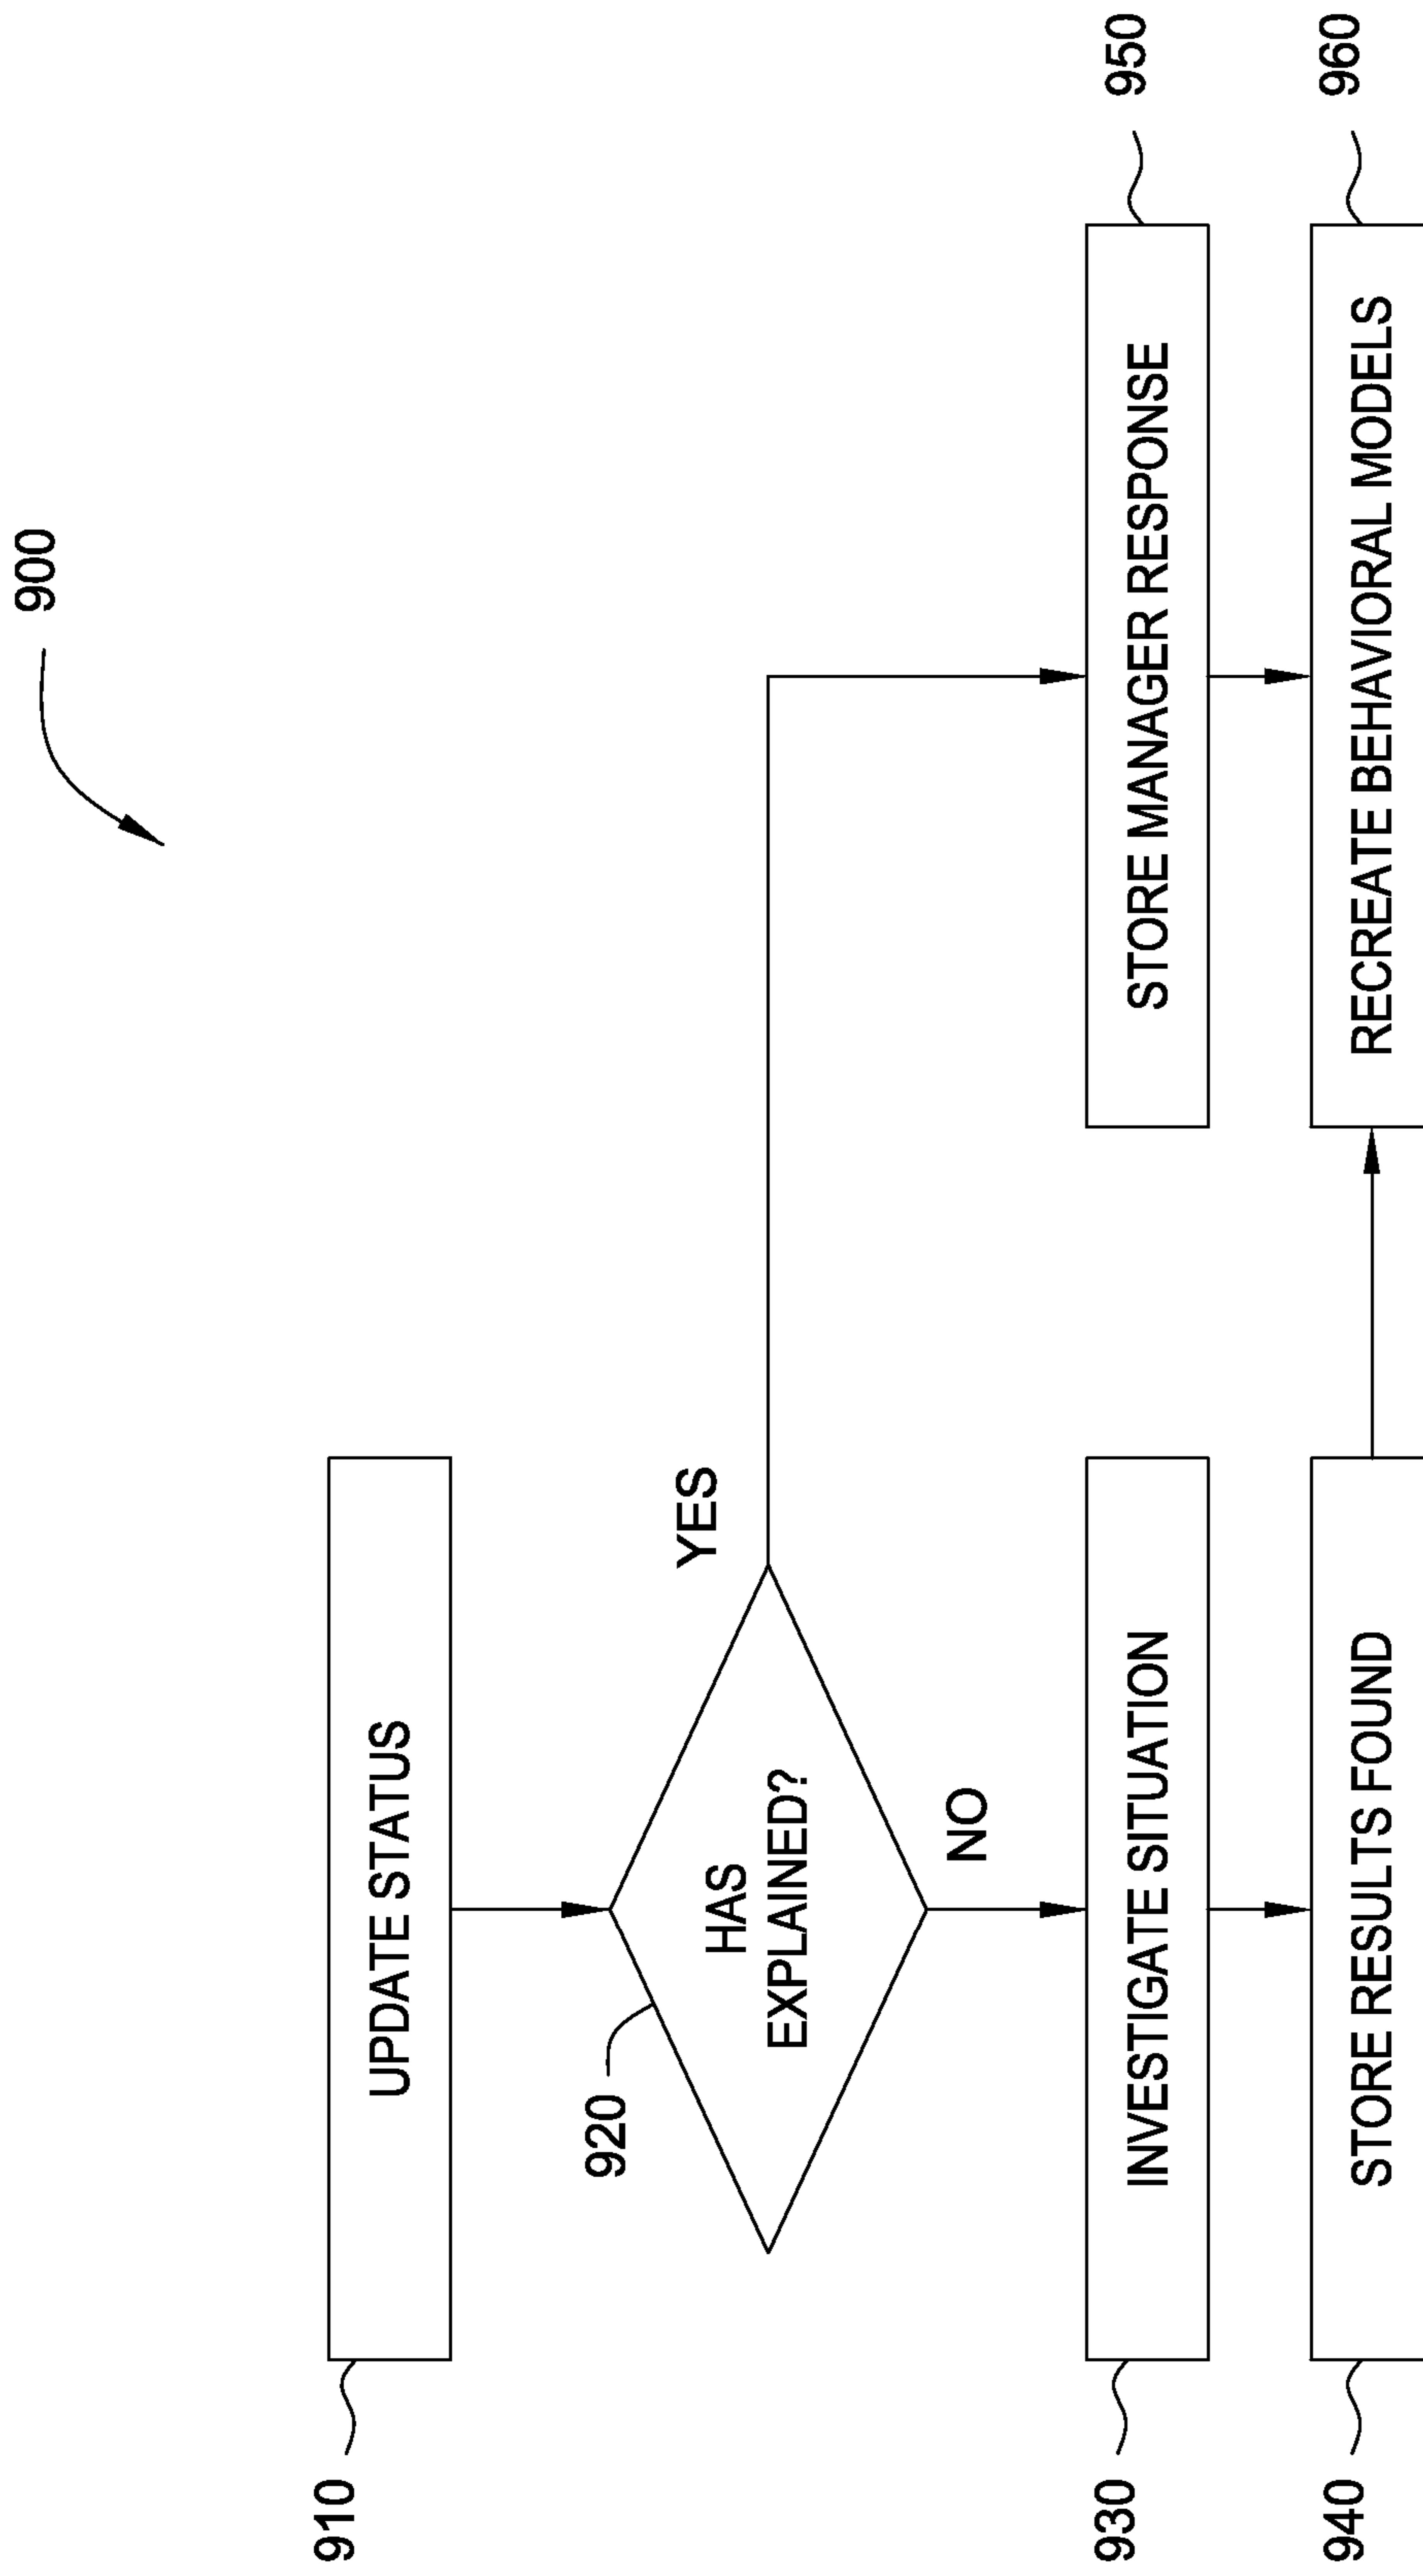 900
910
UPDATE STATUS
920
HAS
EXPLAINED?
YES
NO
930
INVESTIGATE SITUATION
STORE MANAGER RESPONSE
950
940
STORE RESULTS FOUND
RECREATE BEHAVIORAL MODELS
960